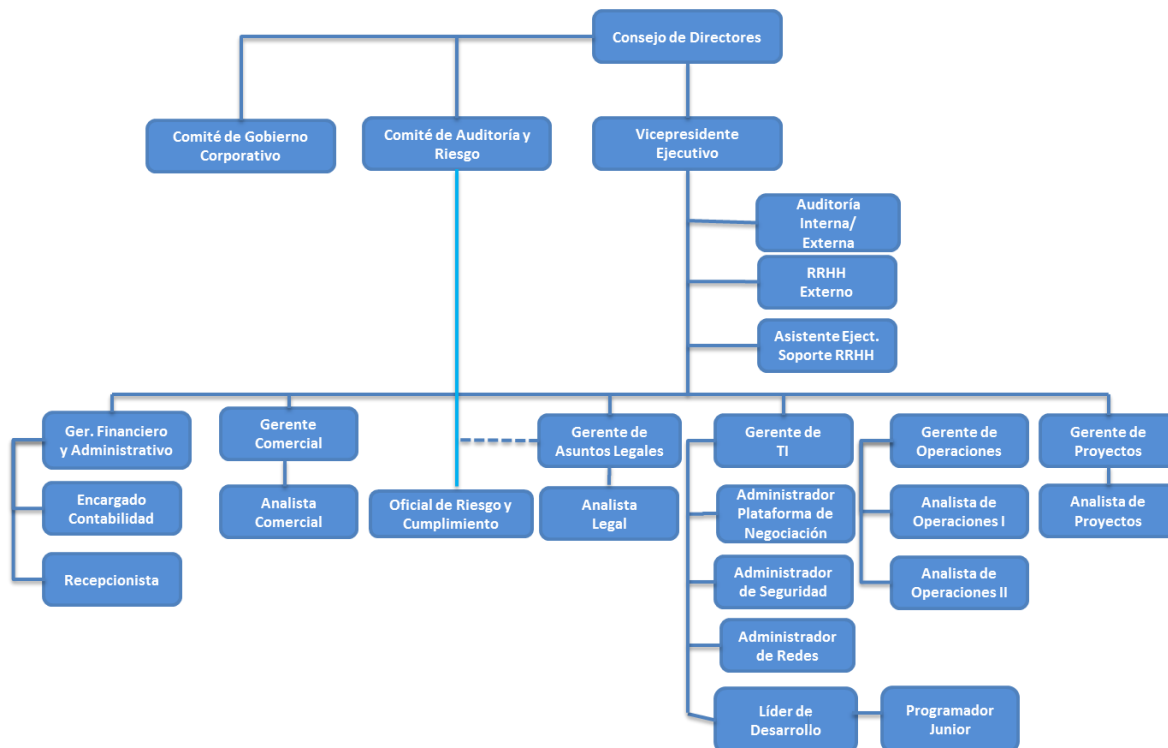 Consejo de Directores
Comité de Gobierno
Corporativo
Comité de Auditoría y
Riesgo
Vicepresidente
Ejecutivo
Auditoría
Interna/
Externa
RRHH
Externo
Asistente Eject.
Soporte RRHH
Ger. Financiero
y Administrativo
Gerente
Comercial
Gerente de
Asuntos Legales
Gerente de
TI
Gerente de
Operaciones
Gerente de
Proyectos
Encargado
Contabilidad
Analista
Comercial
Oficial de Riesgo y
Cumplimiento
Analista
Legal
Administrador
Plataforma de
Negociación
Analista de
Operaciones I
Analista de
Proyectos
Recepcionista
Administrador
de Seguridad
Analista de
Operaciones II
Administrador
de Redes
Líder de
Desarrollo
Programador
Junior